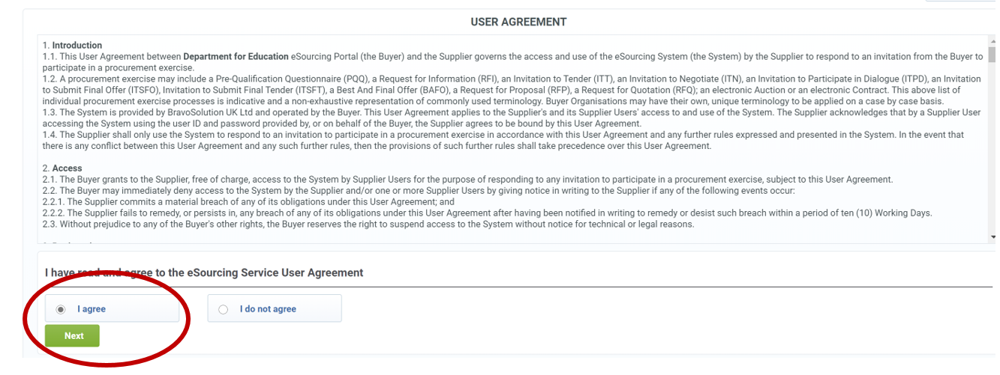 USER AGREEMENT
1. Introduction
1.1. This User Agreement between Department for Education eSourcing Portal (the Buyer) and the Supplier governs the access and use of the eSourcing System (the System) by the Supplier to respond to an invitation from the Buyer to
participate in a procurement exercise.
1.2. A procurement exercise may include a Pre-Qualification Questionnaire (PQQ), a Request for Information (RFI), an Invitation to Tender (ITT), an Invitation to Negotiate (ITN), an Invitation to Participate in Dialogue (ITPD), an Invitation
to Submit Final Offer (ITSFO), Invitation to Submit Final Tender (ITSFT), a Best And Final Offer (BAFO), a Request for Proposal (RFP), a Request for Quotation (RFQ); an electronic Auction or an electronic Contract. This above list of
individual procurement exercise processes is indicative and a non-exhaustive representation of commonly used terminology. Buyer Organisations may have their own, unique terminology to be applied on a case by case basis.
1.3. The System is provided by BravoSolution UK Ltd and operated by the Buyer. This User Agreement applies to the Supplier's and its Supplier Users' access to and use of the System. The Supplier acknowledges that by a Supplier User
accessing the System using the user ID and password provided by, or on behalf of the Buyer, the Supplier agrees to be bound by this User Agreement.
1.4. The Supplier shall only use the System to respond to an invitation to participate in a procurement exercise in accordance with this User Agreement and any further rules expressed and presented in the System. In the event that
there is any conflict between this User Agreement and any such further rules, then the provisions of such further rules shall take precedence over this User Agreement.
2. Access
2.1. The Buyer grants to the Supplier, free of charge, access to the System by Supplier Users for the purpose of responding to any invitation to participate in a procurement exercise, subject to this User Agreement.
2.2. The Buyer may immediately deny access to the System by the Supplier and/or one or more Supplier Users by giving notice in writing to the Supplier if any of the following events occur:
2.2.1. The Supplier commits a material breach of any of its obligations under this User Agreement; and
2.2.2. The Supplier fails to remedy, or persists in, any breach of any of its obligations under this User Agreement after having been notified in writing to remedy or desist such breach within a period of ten (10) Working Days.
2.3. Without prejudice to any of the Buyer's other rights, the Buyer reserves the right to suspend access to the System without notice for technical or legal reasons.
I have read and agree to the eSourcing Service User Agreement
I agree
I do not agree
Next